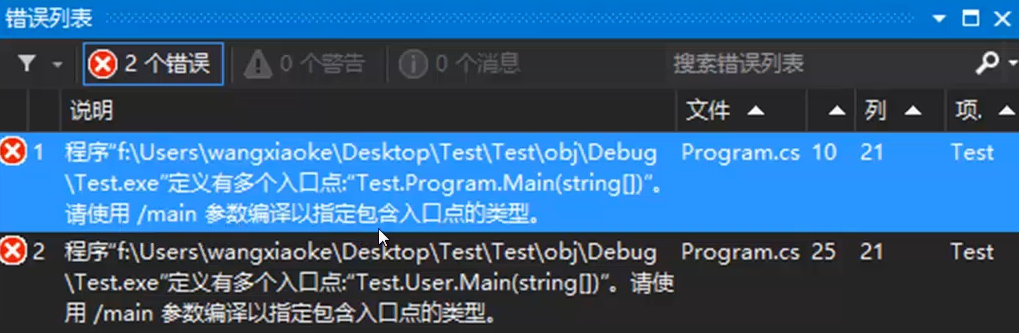 错误列表
2 个错误 0 个警告 0 个消息 搜索错误列表
说明 文件 列 项.
1 程序"f:\Users\wangxiaoke\Desktop\Test\Test\obj\Debug Program.cs 10 21 Test
\Test.exe"定义有多个入口点:"Test.Program.Main(string[])"。
请使用 /main 参数编译以指定包含入口点的类型。
2 程序"f:\Users\wangxiaoke\Desktop\Test\Test\obj\Debug Program.cs 25 21 Test
\Test.exe"定义有多个入口点:"Test.User.Main(string[])"。请使
用 /main 参数编译以指定包含入口点的类型。